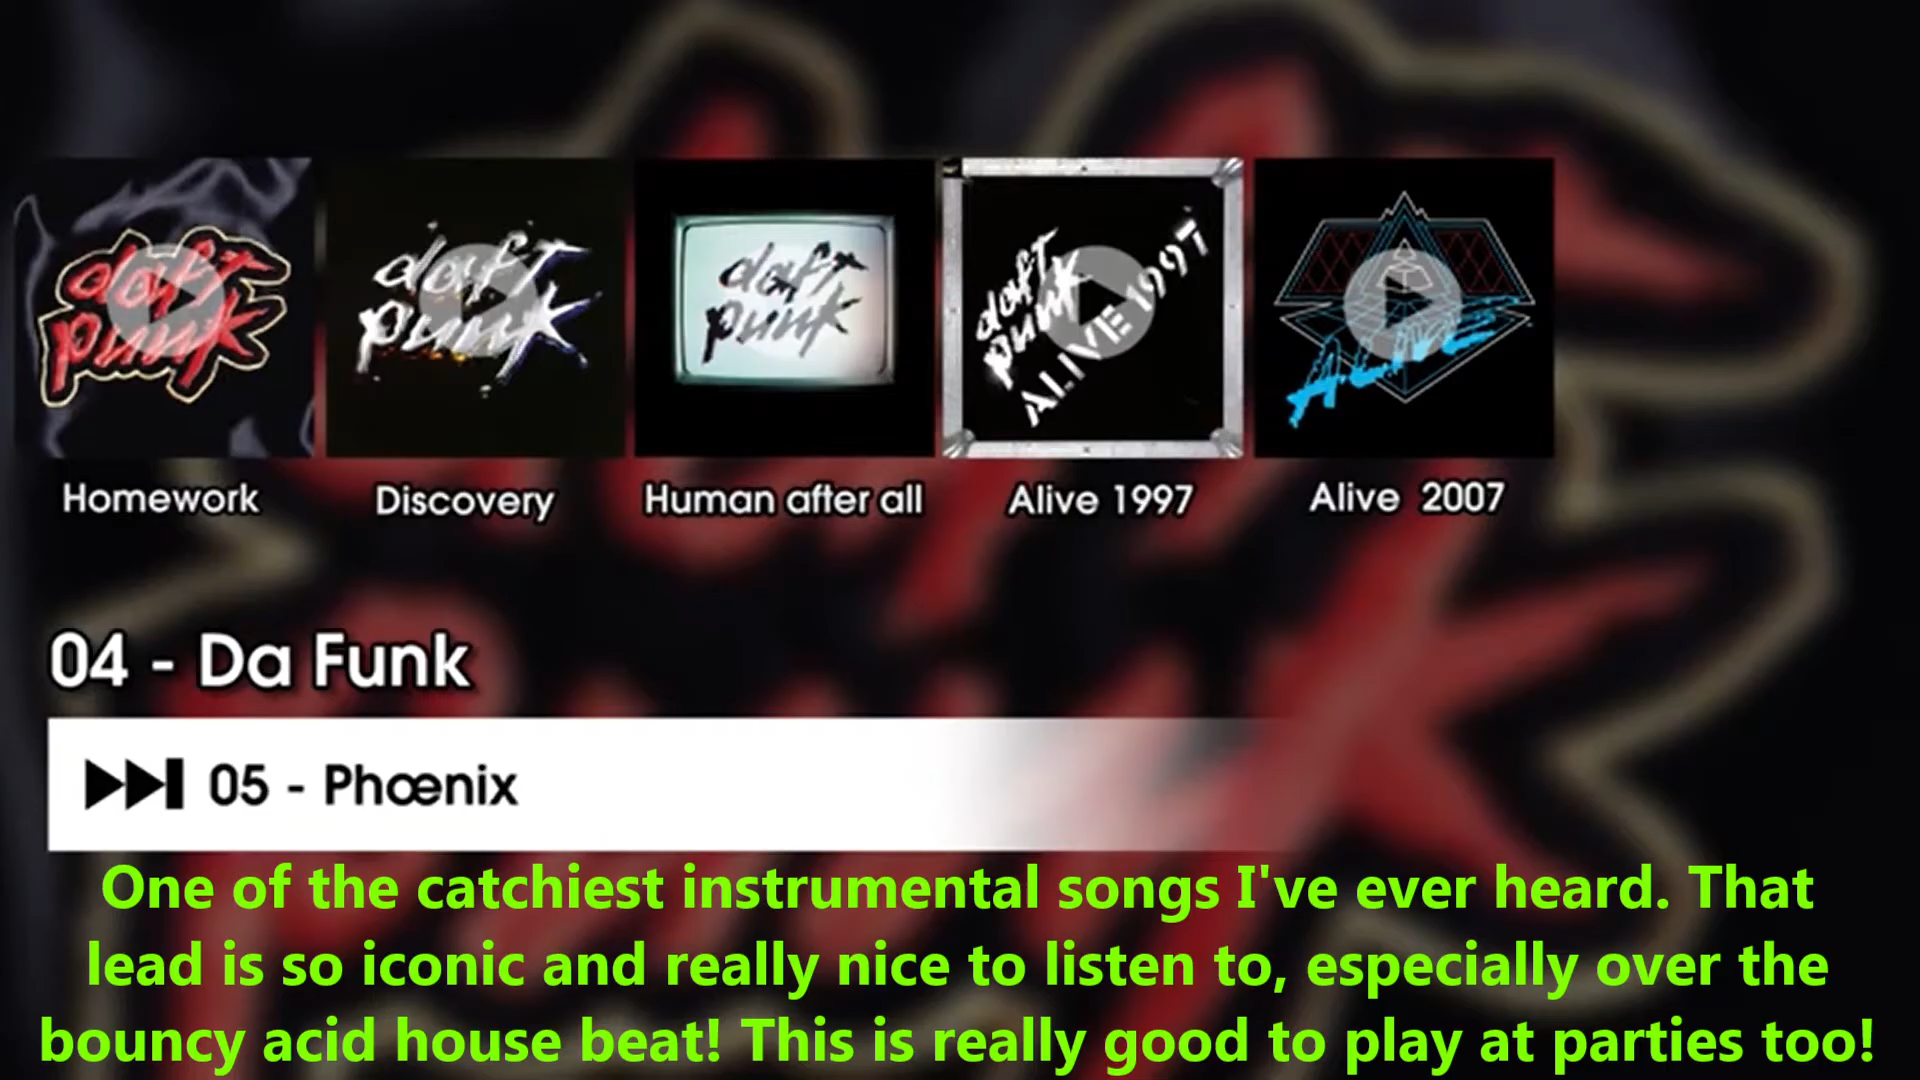 daft
punk
daft
punk
daft
punk
daft
punk
ALIVE 1997
ALIVE
Homework
Discovery
Human after all
Alive 1997
Alive 2007
04 - Da Funk
05 - Phœnix
One of the catchiest instrumental songs I've ever heard. That
lead is so iconic and really nice to listen to, especially over the
bouncy acid house beat! This is really good to play at parties too!